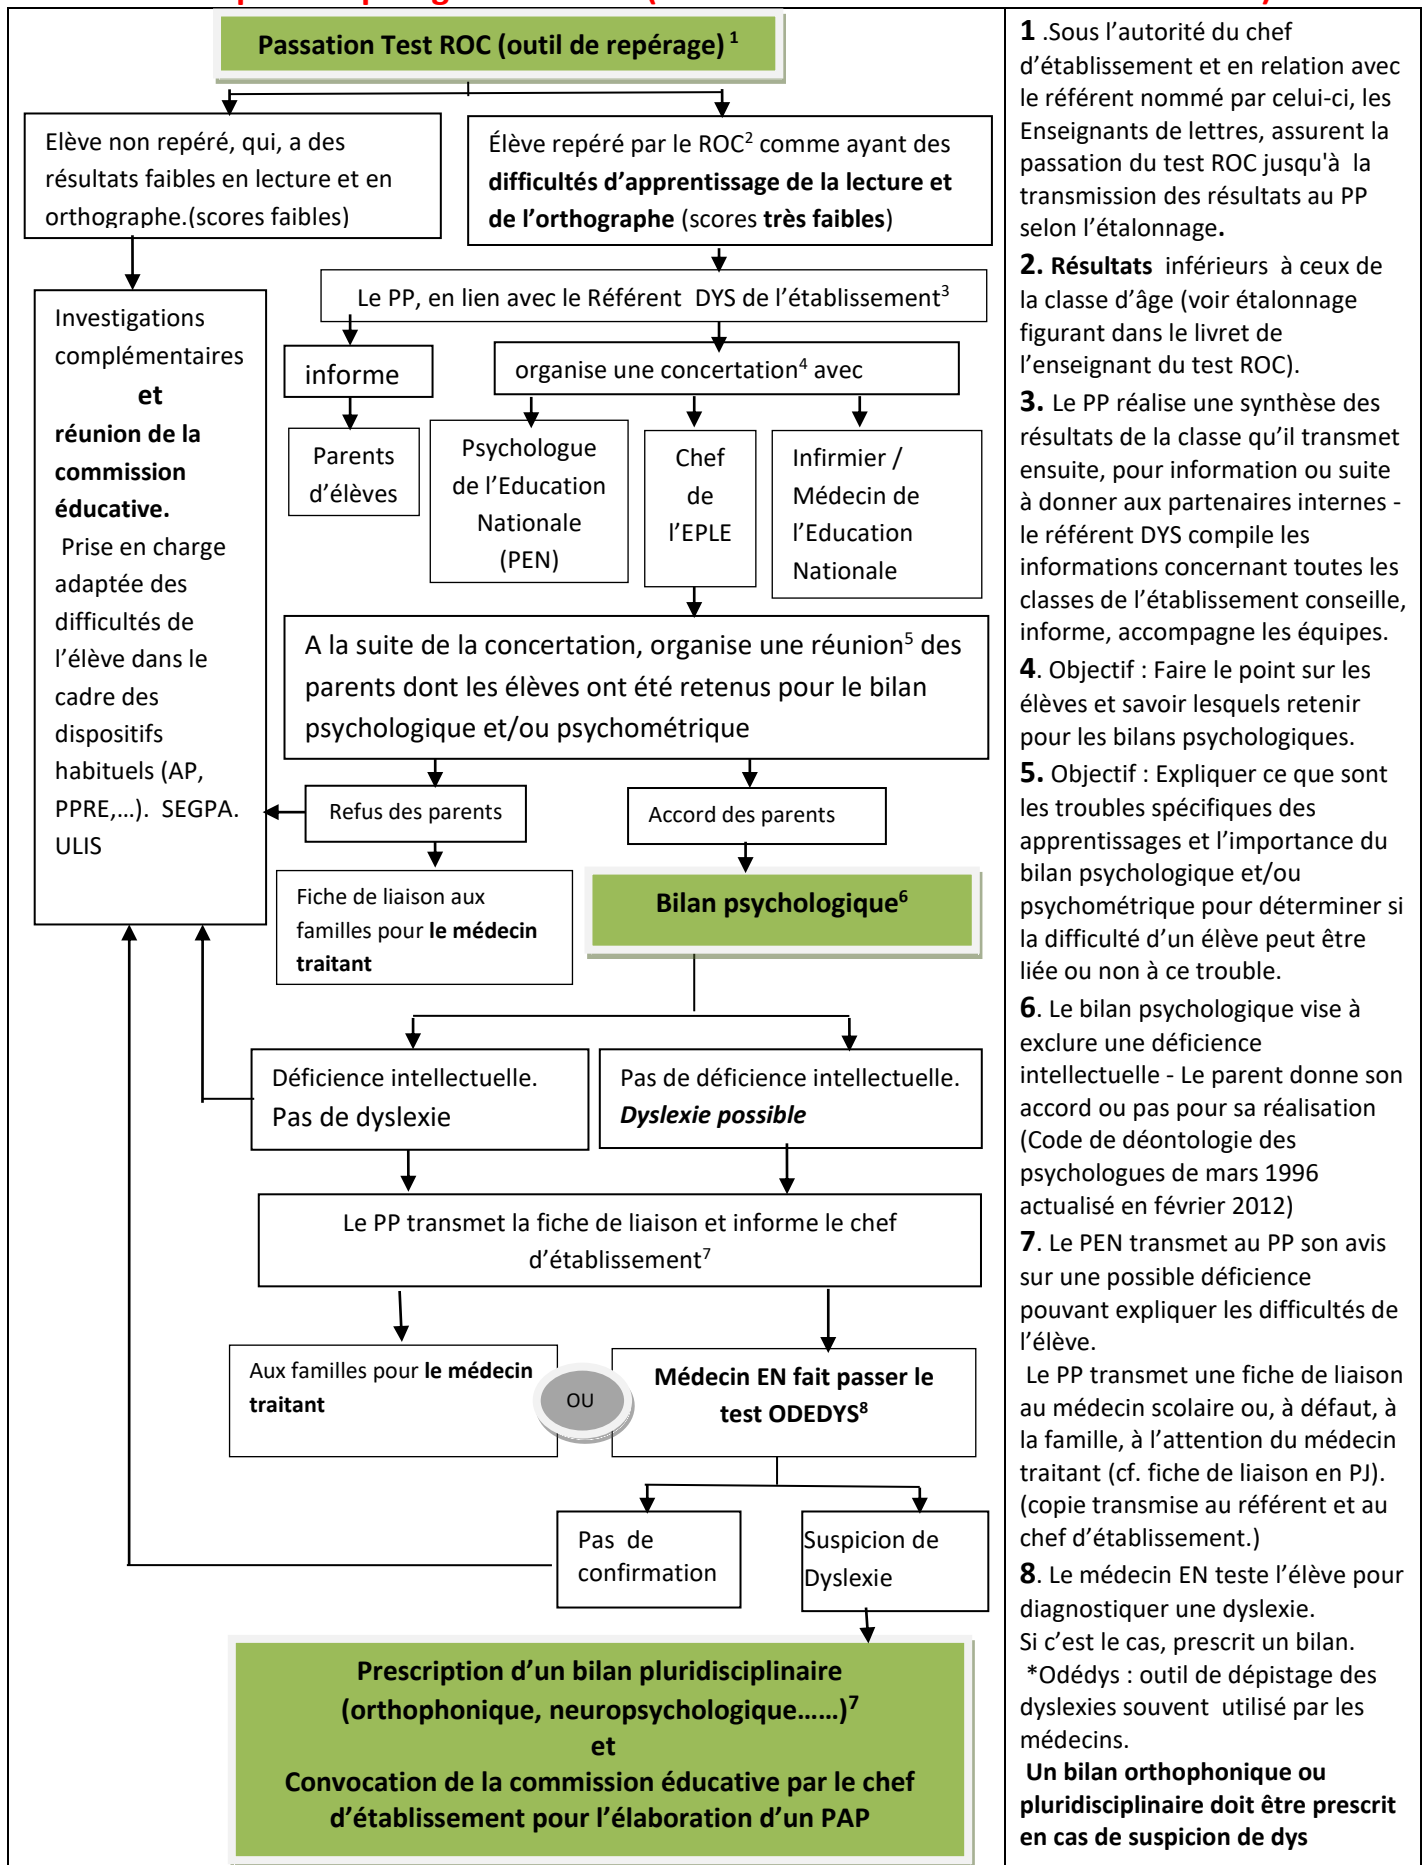 Passation Test ROC (outil de repérage) 1
Elève non repéré, qui, a des
résultats faibles en lecture et en
orthographe.(scores faibles)
Élève repéré par le ROC2 comme ayant des
difficultés d’apprentissage de la lecture et
de l’orthographe (scores très faibles)
Le PP, en lien avec le Référent DYS de l’établissement3
informe
organise une concertation4 avec
Parents
d’élèves
Psychologue
de l’Education
Nationale
(PEN)
Chef
de
l’EPLE
Infirmier /
Médecin de
l’Education
Nationale
Investigations
complémentaires
et
réunion de la
commission
éducative.
Prise en charge
adaptée des
difficultés de
l’élève dans le
cadre des
dispositifs
habituels (AP,
PPRE,…). SEGPA.
ULIS
A la suite de la concertation, organise une réunion5 des
parents dont les élèves ont été retenus pour le bilan
psychologique et/ou psychométrique
Refus des parents
Accord des parents
Fiche de liaison aux
familles pour le médecin
traitant
Bilan psychologique6
Déficience intellectuelle.
Pas de dyslexie
Pas de déficience intellectuelle.
Dyslexie possible
Le PP transmet la fiche de liaison et informe le chef
d’établissement7
Aux familles pour le médecin
traitant
OU
Médecin EN fait passer le
test ODEDYS8
Pas de
confirmation
Suspicion de
Dyslexie
Prescription d’un bilan pluridisciplinaire
(orthophonique, neuropsychologique……)7
et
Convocation de la commission éducative par le chef
d’établissement pour l’élaboration d’un PAP
1 .Sous l’autorité du chef
d’établissement et en relation avec
le référent nommé par celui-ci, les
Enseignants de lettres, assurent la
passation du test ROC jusqu'à la
transmission des résultats au PP
selon l’étalonnage.
2. Résultats inférieurs à ceux de
la classe d’âge (voir étalonnage
figurant dans le livret de
l’enseignant du test ROC).
3. Le PP réalise une synthèse des
résultats de la classe qu’il transmet
ensuite, pour information ou suite
à donner aux partenaires internes -
le référent DYS compile les
informations concernant toutes les
classes de l’établissement conseille,
informe, accompagne les équipes.
4. Objectif : Faire le point sur les
élèves et savoir lesquels retenir
pour les bilans psychologiques.
5. Objectif : Expliquer ce que sont
les troubles spécifiques des
apprentissages et l’importance du
bilan psychologique et/ou
psychométrique pour déterminer si
la difficulté d’un élève peut être
liée ou non à ce trouble.
6. Le bilan psychologique vise à
exclure une déficience
intellectuelle - Le parent donne son
accord ou pas pour sa réalisation
(Code de déontologie des
psychologues de mars 1996
actualisé en février 2012)
7. Le PEN transmet au PP son avis
sur une possible déficience
pouvant expliquer les difficultés de
l’élève.
Le PP transmet une fiche de liaison
au médecin scolaire ou, à défaut, à
la famille, à l’attention du médecin
traitant (cf. fiche de liaison en PJ).
(copie transmise au référent et au
chef d’établissement.)
8. Le médecin EN teste l’élève pour
diagnostiquer une dyslexie.
Si c’est le cas, prescrit un bilan.
*Odédys : outil de dépistage des
dyslexies souvent utilisé par les
médecins.
Un bilan orthophonique ou
pluridisciplinaire doit être prescrit
en cas de suspicion de dys